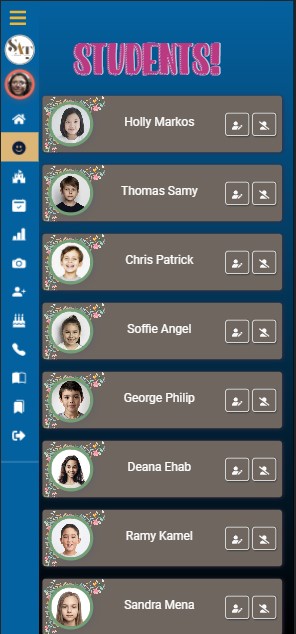 STUDENTS!
Holly Markos
Thomas Samy
Chris Patrick
Soffie Angel
George Philip
Deana Ehab
Ramy Kamel
Sandra Mena